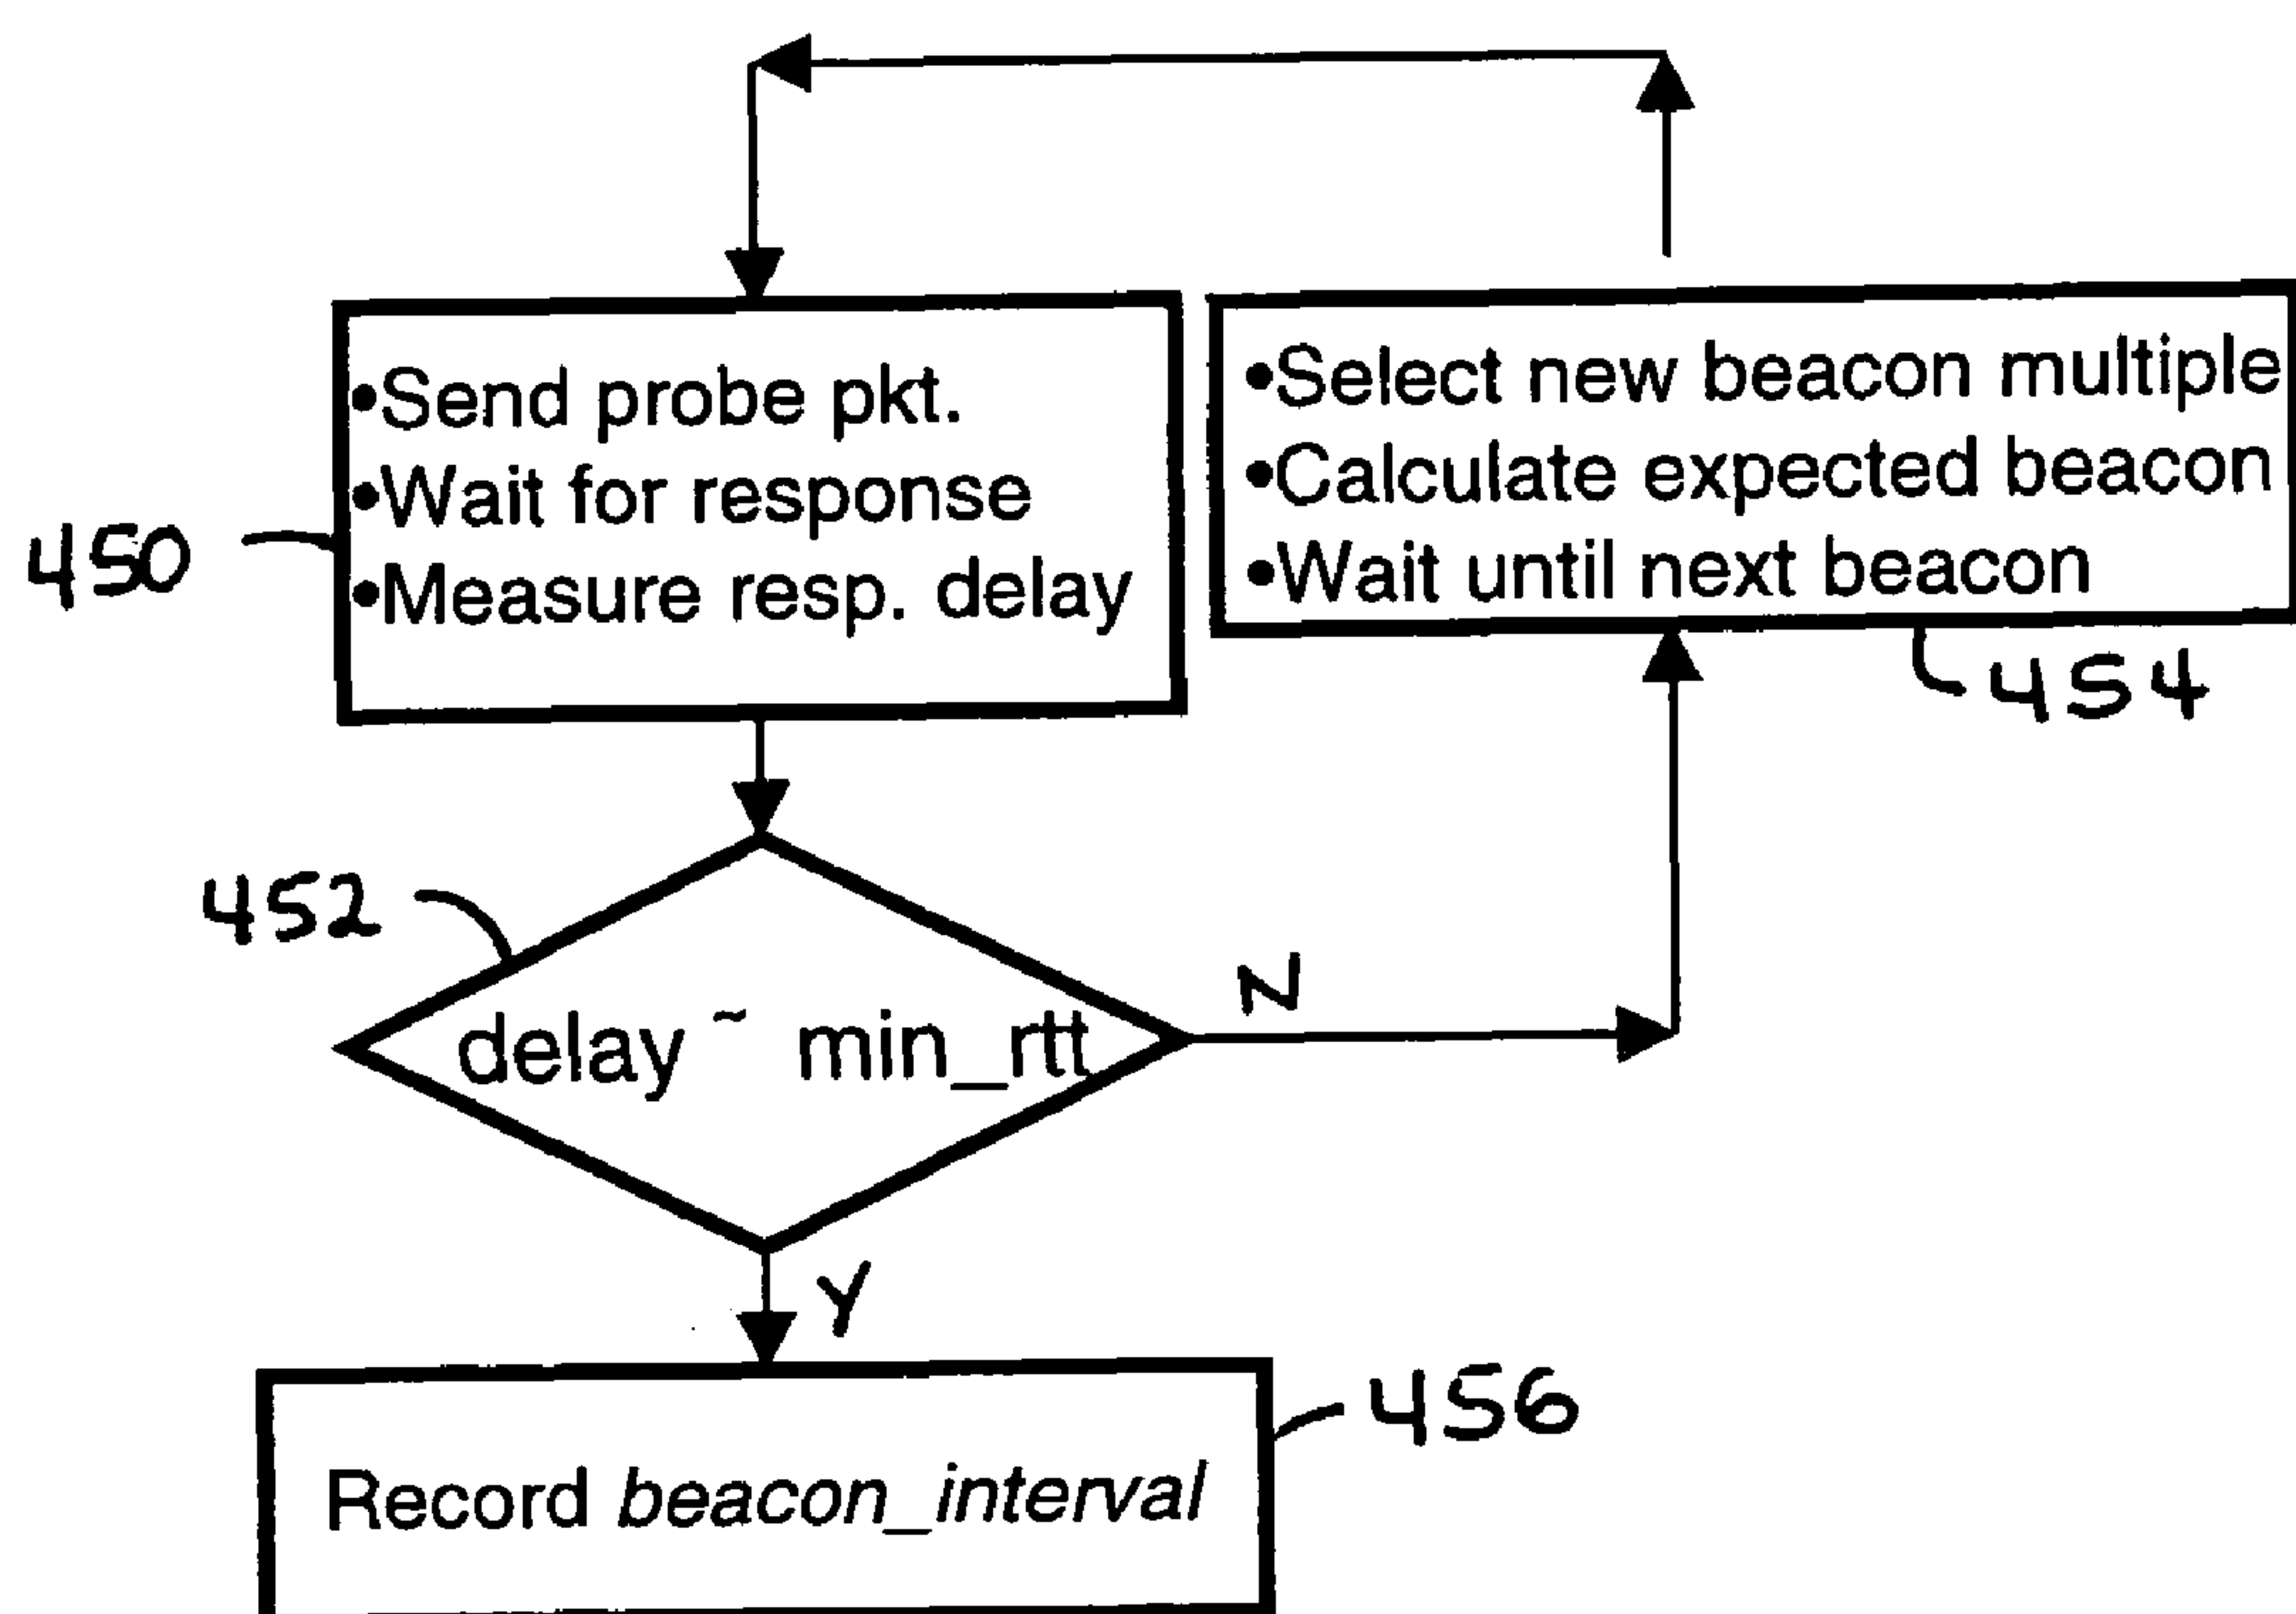 •Send probe pkt.
•Wait for response
•Measure resp. delay
450
•Select new beacon multiple
•Calculate expected beacon
•Wait until next beacon
454
452
delay ~ min_rtt
N
Y
Record beacon_interval
456